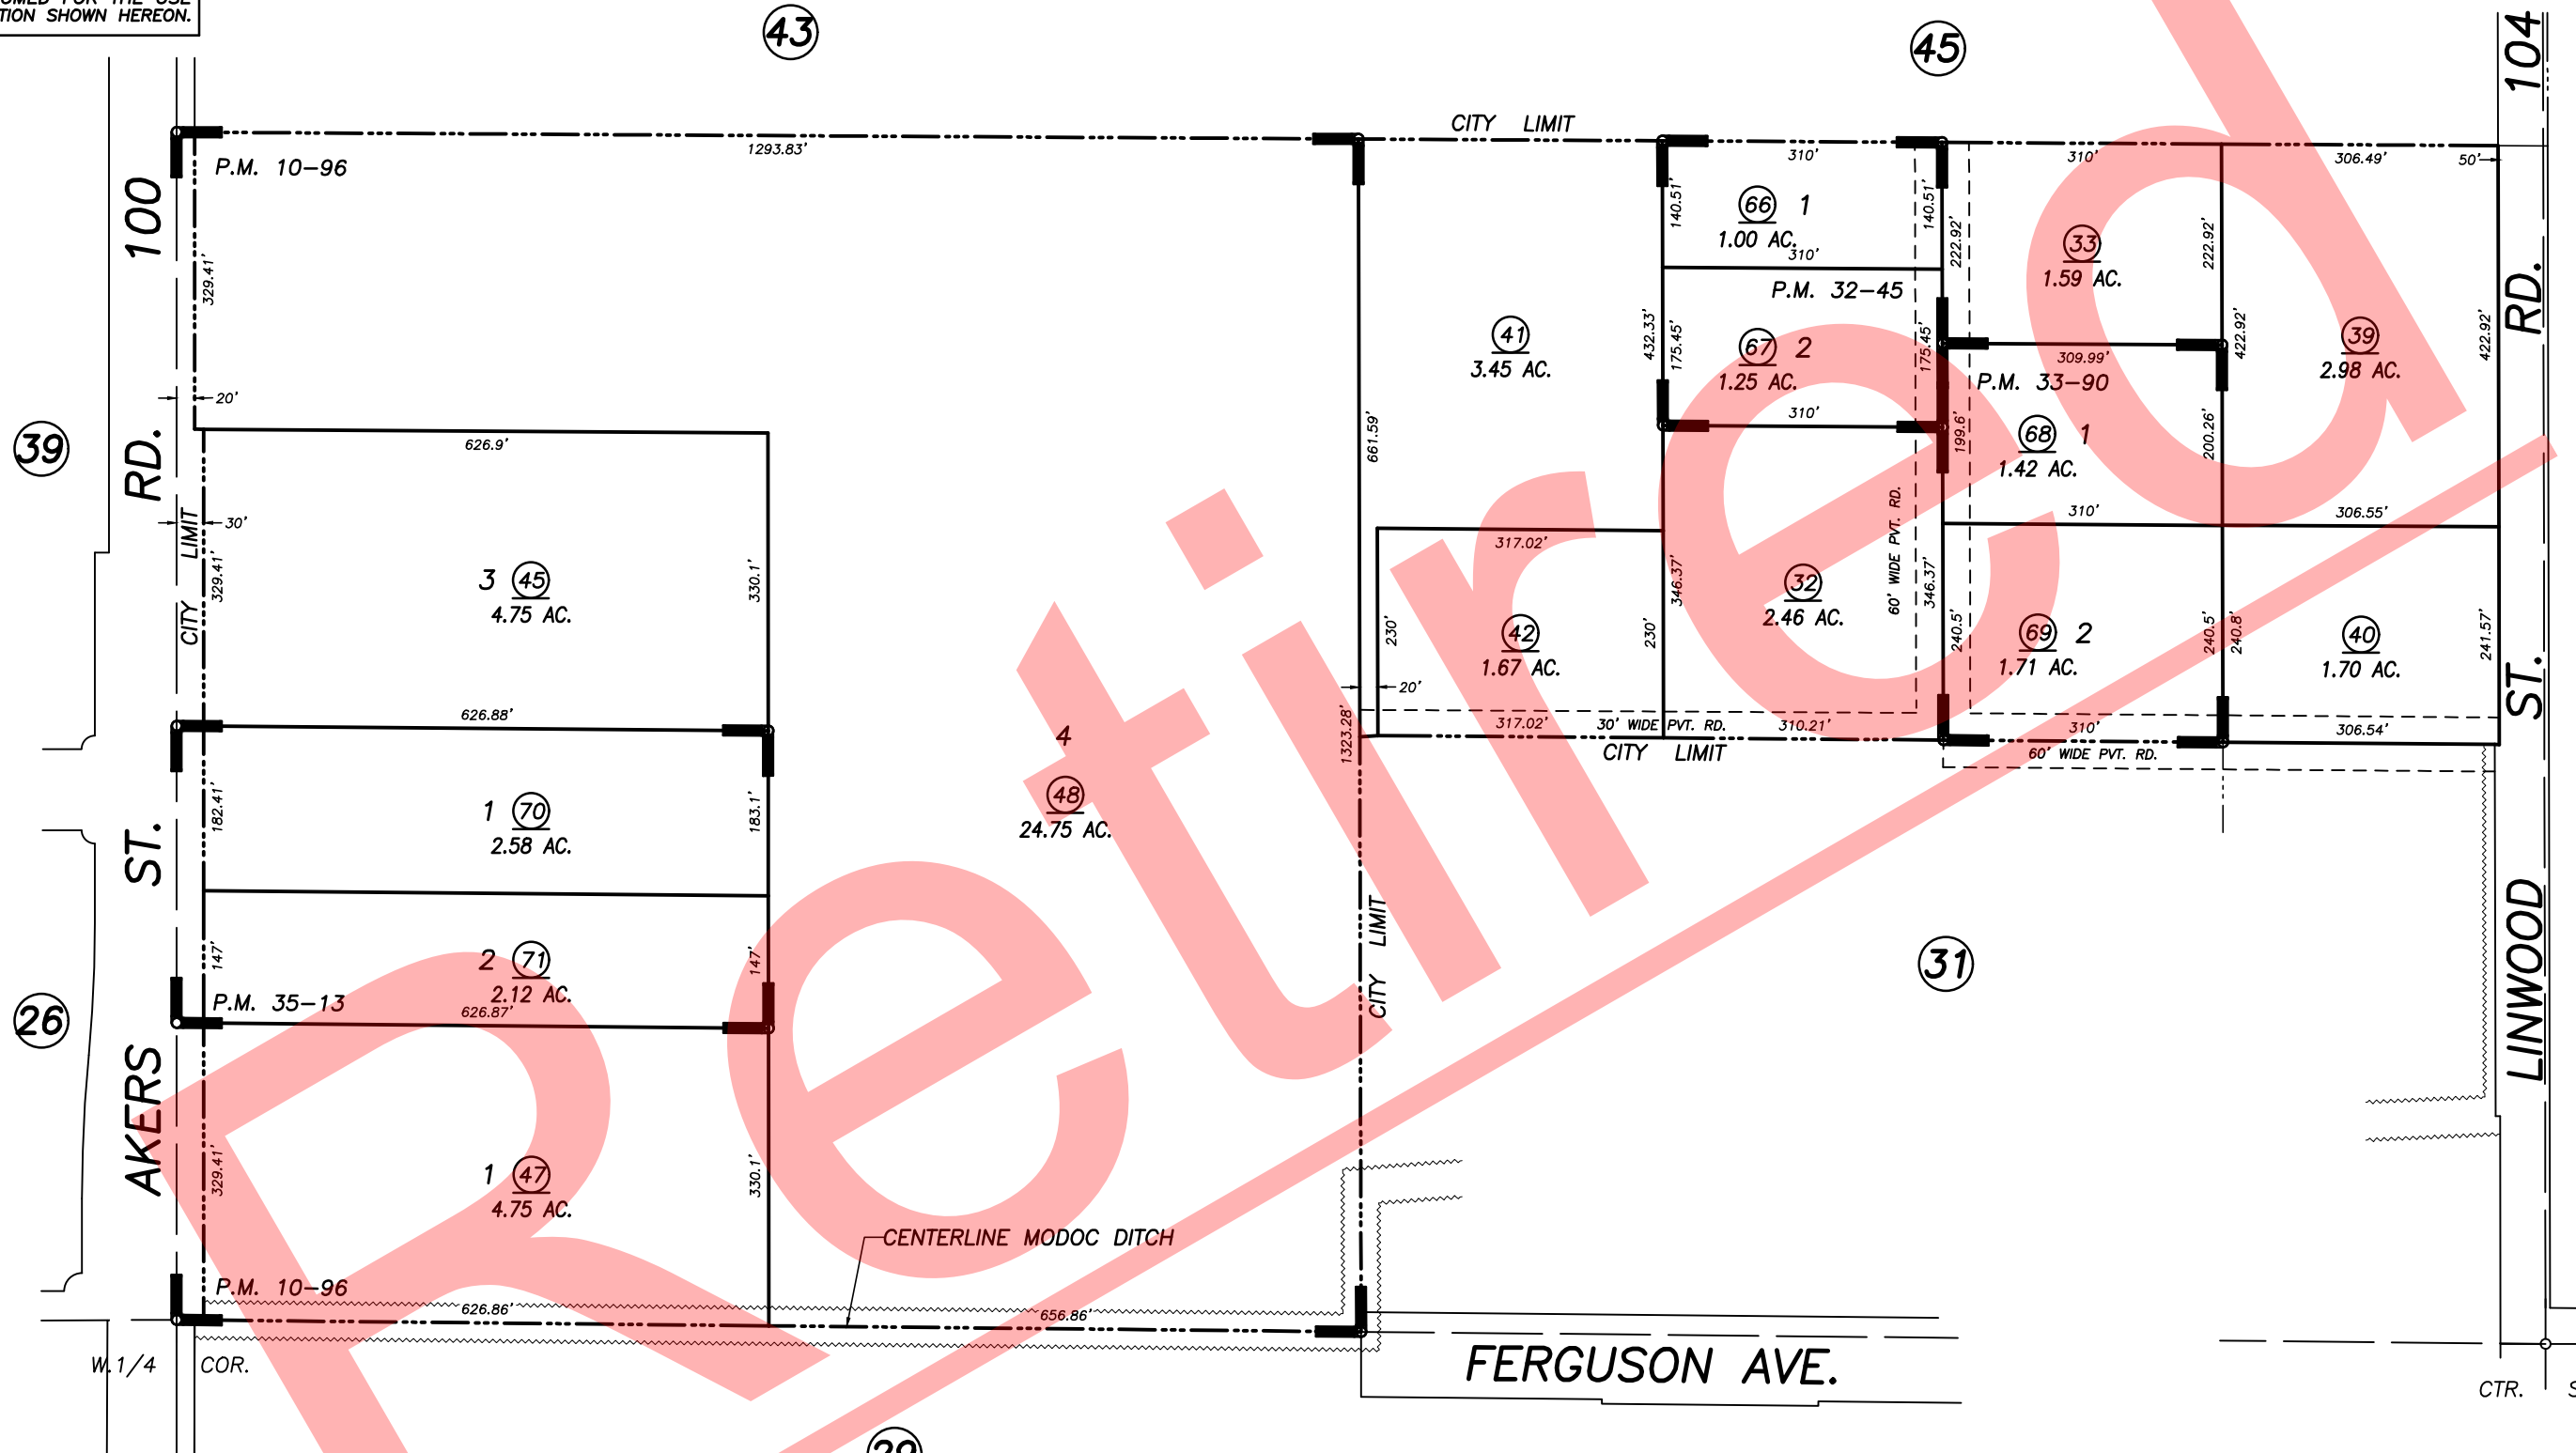 OMED FOR THE USE
TION SHOWN HEREON.
43
45
CITY LIMIT
1293.83'
P.M. 10-96
310'
310'
306.49'
50'
RD. 100
329.41'
140.51'
66 1
1.00 AC.
310'
140.51'
222.92'
33
1.59 AC.
222.92'
RD. 104
P.M. 32-45
41
3.45 AC.
432.33'
175.45'
67 2
1.25 AC.
310'
175.45'
309.99'
P.M. 33-90
422.92'
39
2.98 AC.
422.92'
20'
39
626.9'
661.59'
199.6'
68 1
1.42 AC.
200.26'
30'
CITY LIMIT
310'
306.55'
329.41'
3 45
4.75 AC.
330.1'
317.02'
230'
42
1.67 AC.
230'
346.37'
32
2.46 AC.
60' WIDE PVT. RD.
346.37'
240.5'
69 2
1.71 AC.
240.5'
240.8'
40
1.70 AC.
241.57'
20'
626.88'
1323.28'
317.02'
30' WIDE PVT. RD.
310.21'
310'
306.54'
CITY LIMIT
60' WIDE PVT. RD.
4
48
24.75 AC.
182.41'
1 70
2.58 AC.
183.1'
AKERS ST.
LINWOOD ST.
CITY LIMIT
147'
2 71
2.12 AC.
147'
31
26
P.M. 35-13
626.87'
329.41'
1 47
4.75 AC.
330.1'
CENTERLINE MODOC DITCH
P.M. 10-96
626.86'
656.86'
W.1/4 COR.
FERGUSON AVE.
CTR. S
29
Retired